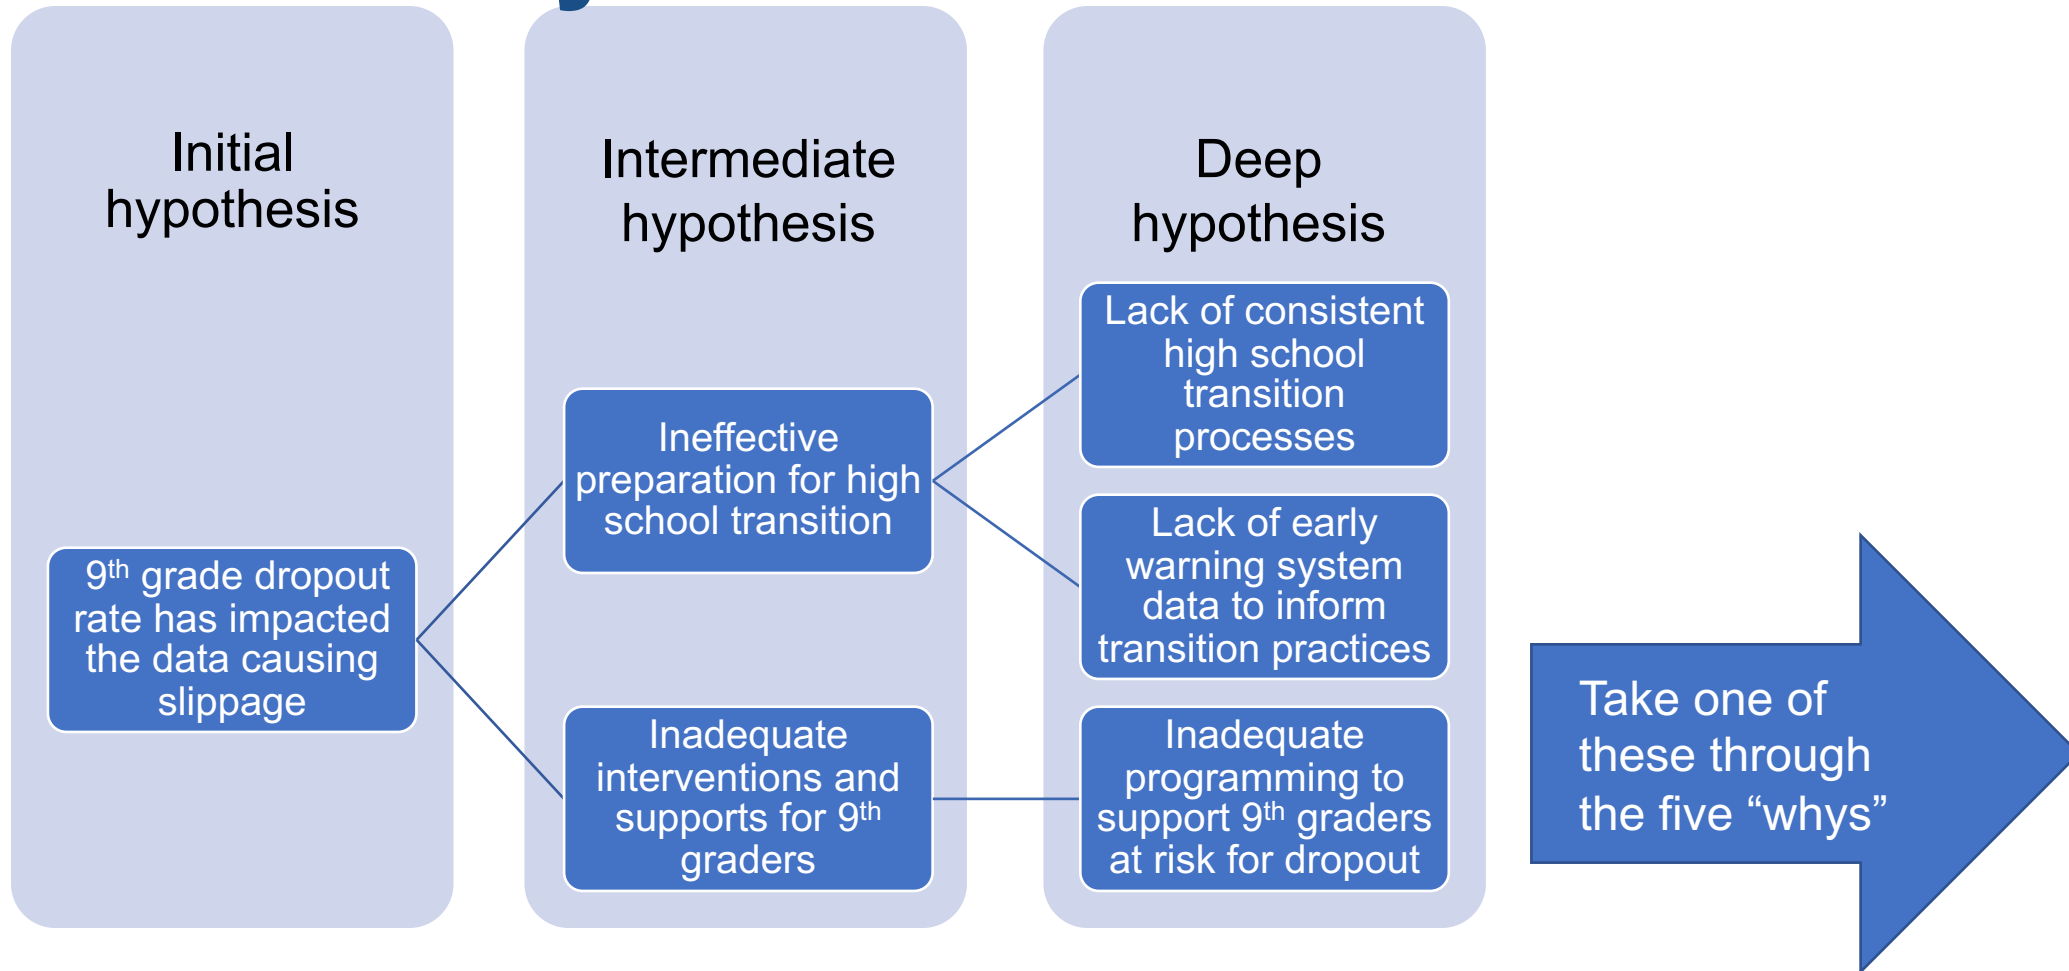 Initial
hypothesis
9th grade dropout
rate has impacted
the data causing
slippage
Intermediate
hypothesis
Ineffective
preparation for high
school transition
Inadequate
interventions and
supports for 9th
graders
Deep
hypothesis
Lack of consistent
high school
transition
processes
Lack of early
warning system
data to inform
transition practices
Inadequate
programming to
support 9th graders
at risk for dropout
Take one of
these through
the five “whys”